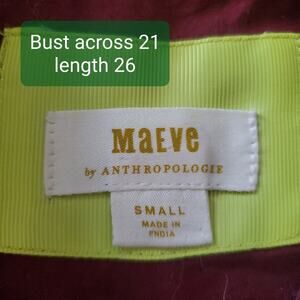 Bust across 21
length 26
MAEVE
by ANTHROPOLOGIE
SMALL
MADE IN
INDIA